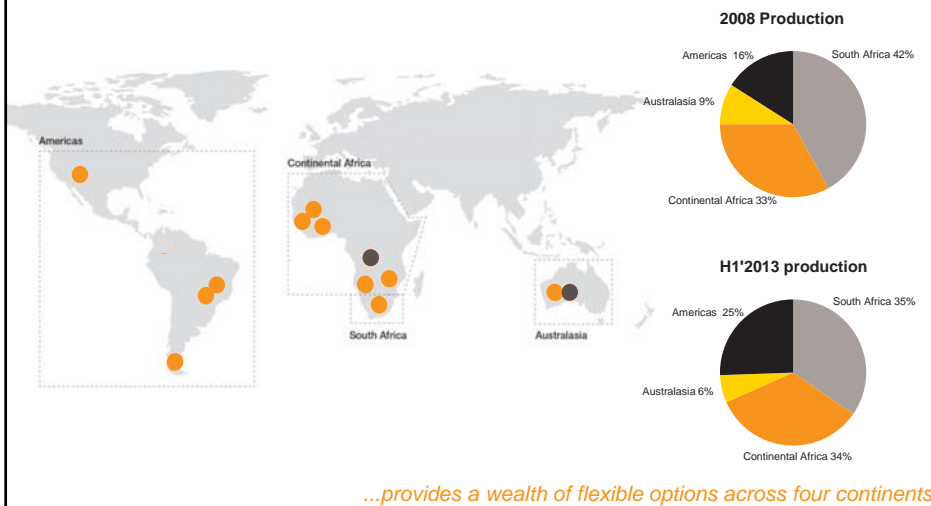 2008 Production
Americas 16%
South Africa 42%
Australasia 9%
Continental Africa 33%
Americas
Continental Africa
South Africa
Australasia
H1'2013 production
Americas 25%
South Africa 35%
Australasia 6%
Continental Africa 34%
...provides a wealth of flexible options across four continents